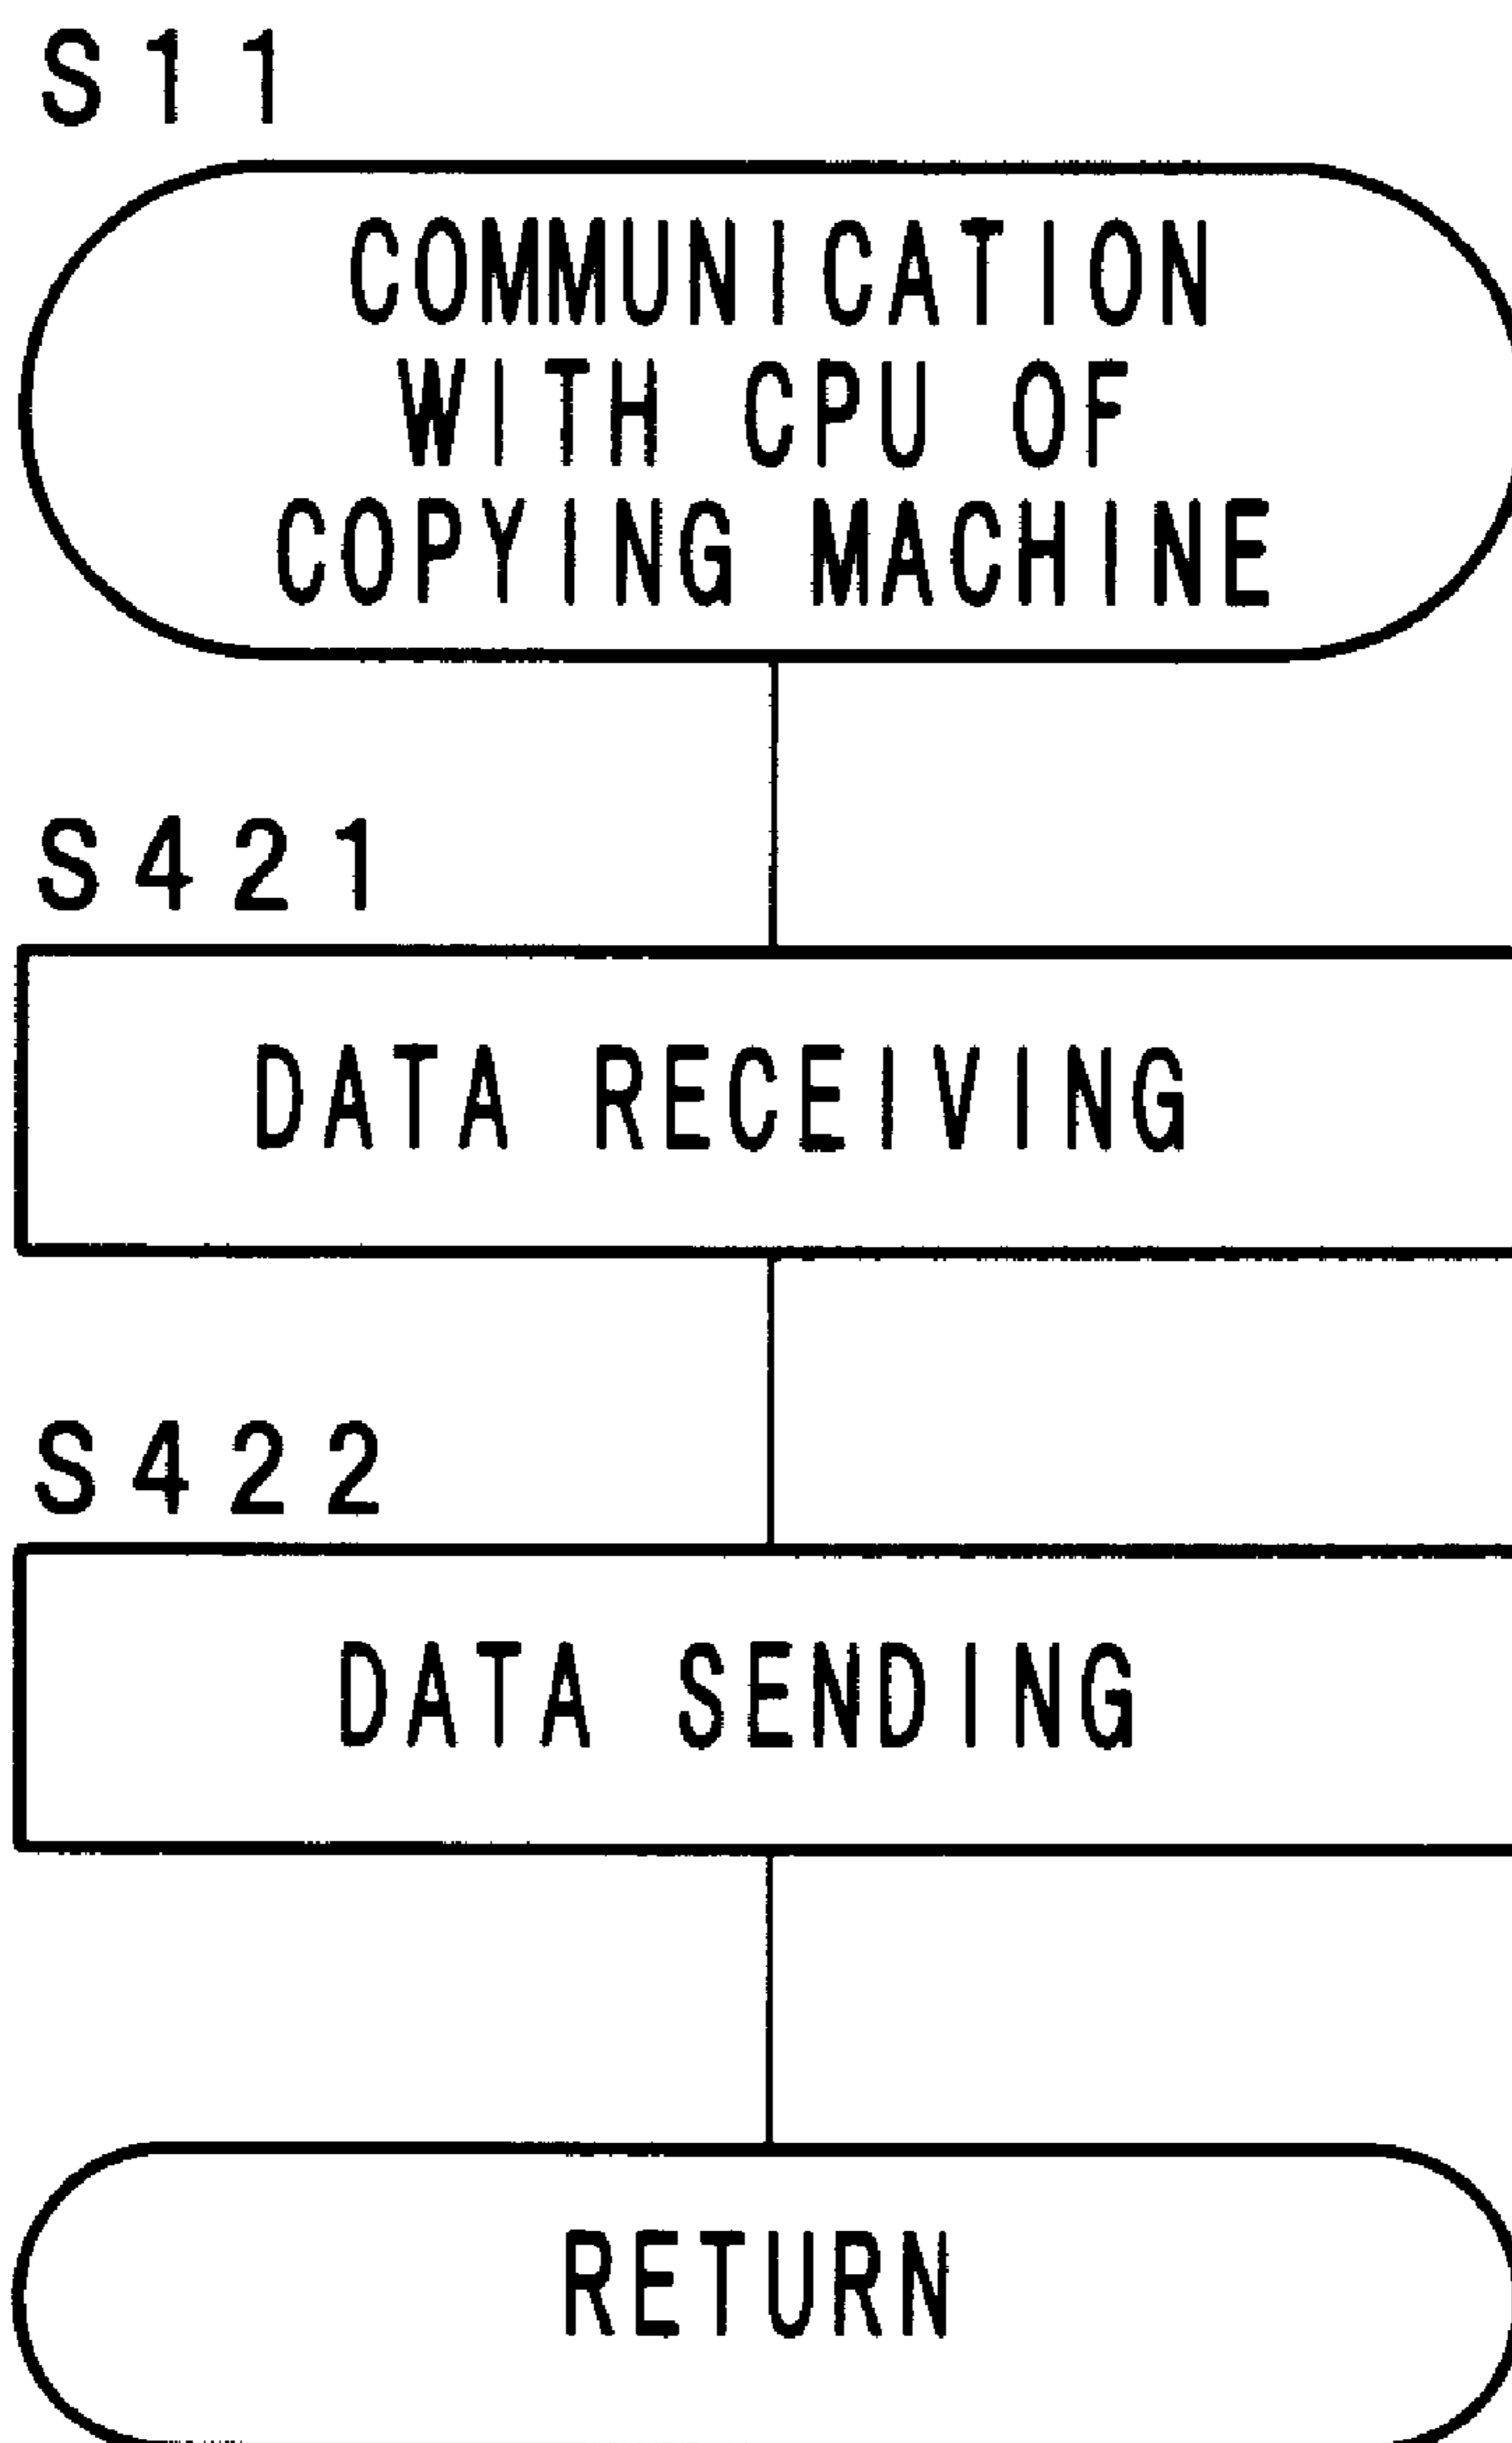 S11
COMMUNICATION
WITH CPU OF
COPYING MACHINE
S421
DATA RECEIVING
S422
DATA SENDING
RETURN